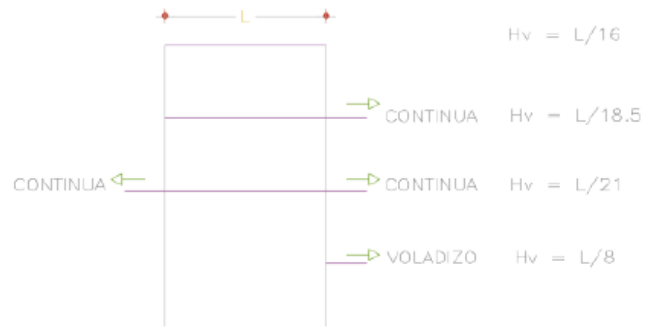 L
Hv = L/16
CONTINUA Hv = L/18.5
CONTINUA CONTINUA Hv = L/21
VOLADIZO Hv = L/8